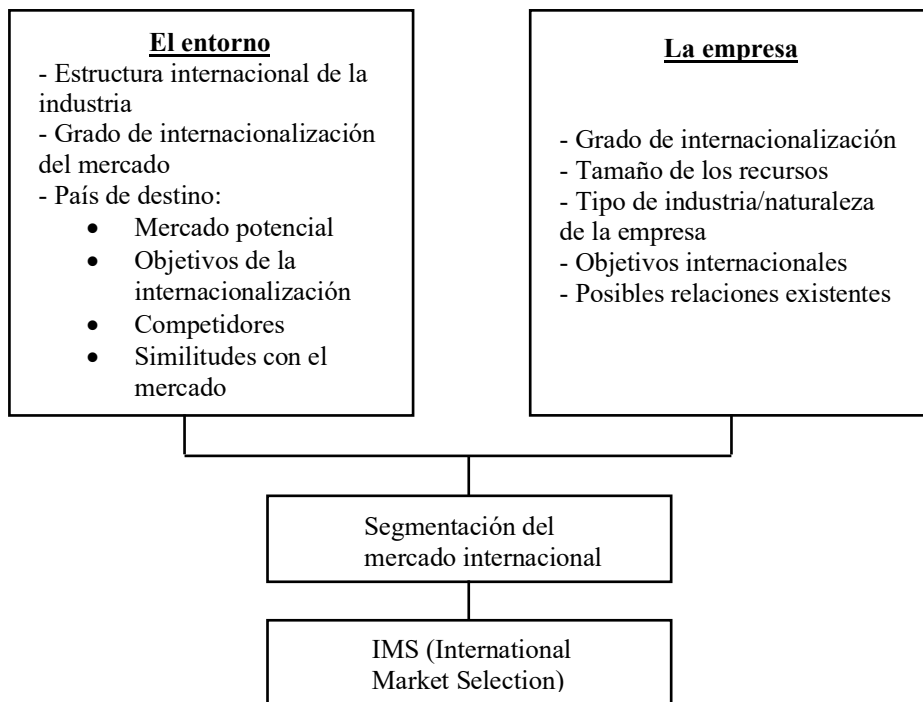 El entorno
- Estructura internacional de la
industria
- Grado de internacionalización
del mercado
- País de destino:
• Mercado potencial
• Objetivos de la
internacionalización
• Competidores
• Similitudes con el
mercado
La empresa
- Grado de internacionalización
- Tamaño de los recursos
- Tipo de industria/naturaleza
de la empresa
- Objetivos internacionales
- Posibles relaciones existentes
Segmentación del
mercado internacional
IMS (International
Market Selection)